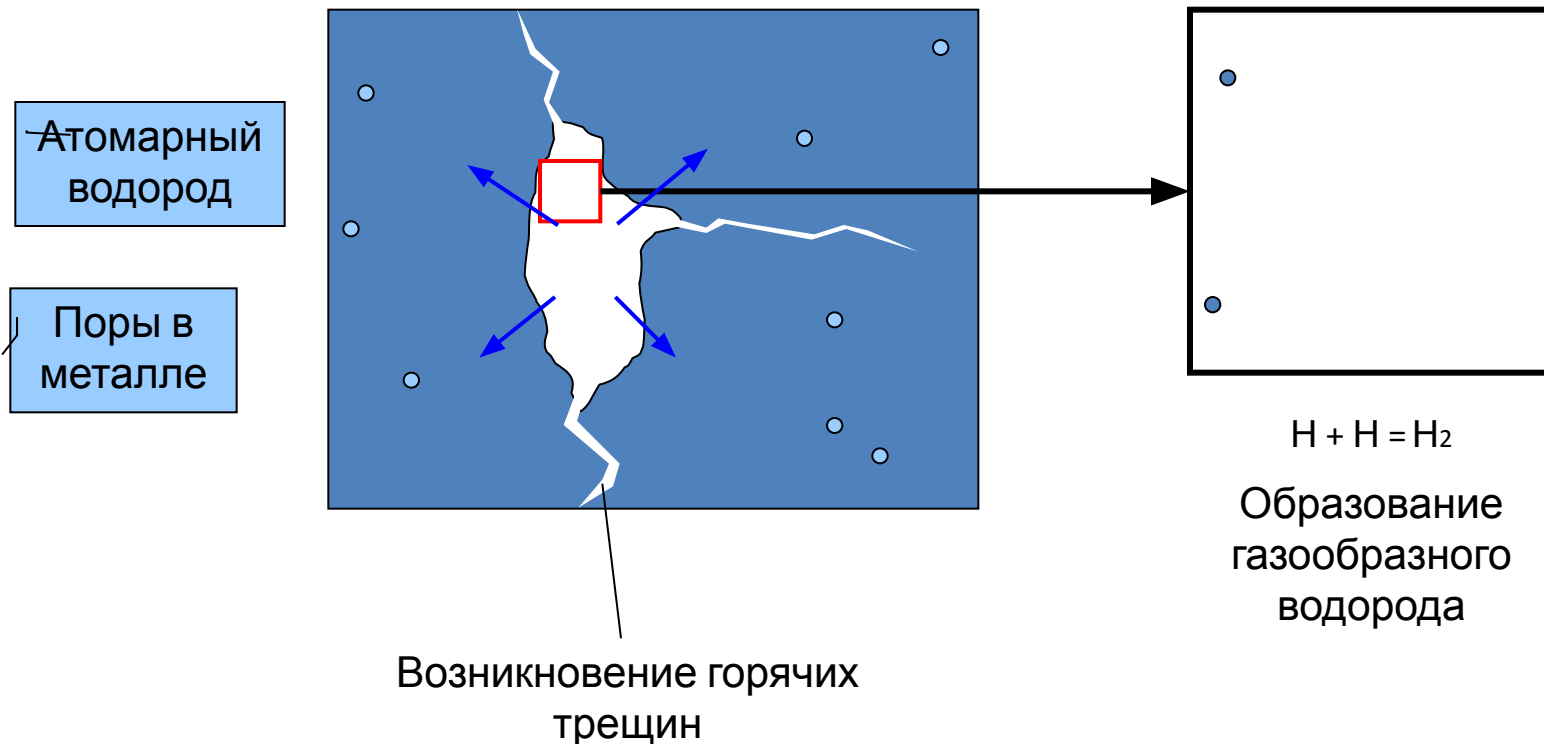 Атомарный
водород
Поры в
металле
H + H = H₂
Образование
газообразного
водорода
Возникновение горячих
трещин